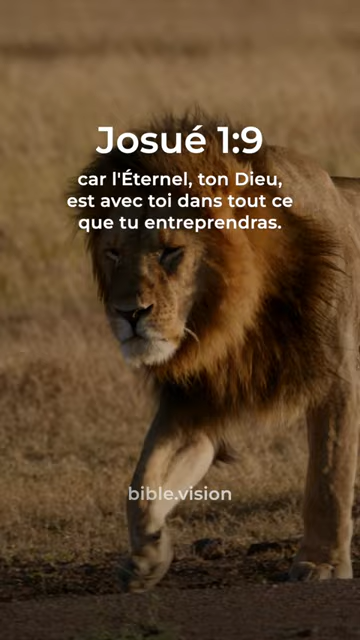 Josué 1:9
car l'Éternel, ton Dieu,
est avec toi dans tout ce
que tu entreprendras.
bible.vision